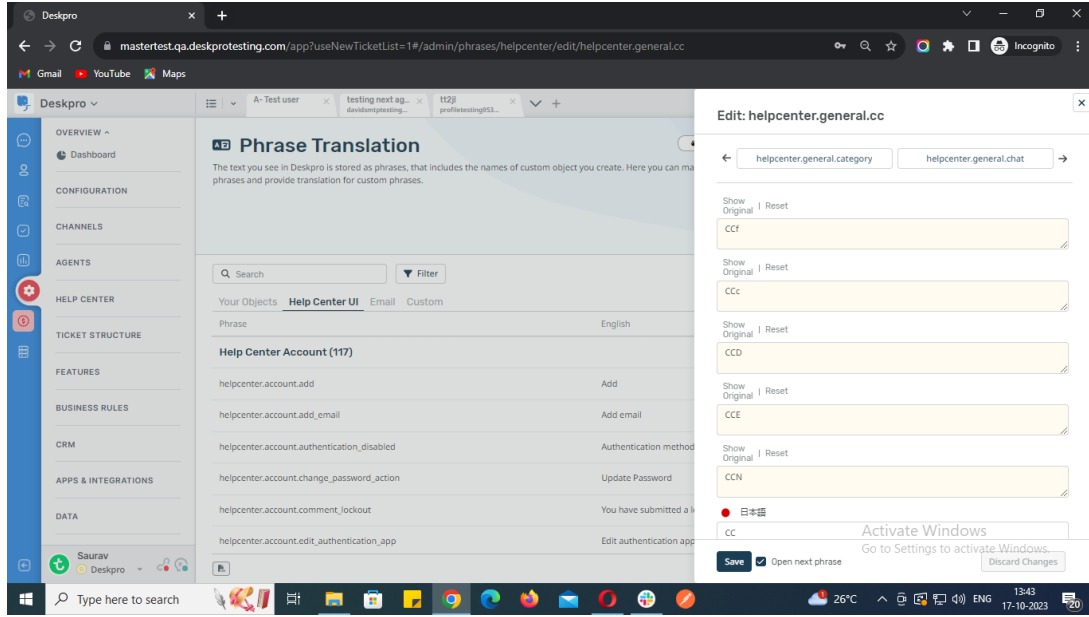 Deskpro
mastertest.qa.deskprotesting.com/app?useNewTicketList=1#/admin/phrases/helpcenter/edit/helpcenter.general.cc
Incognito
Gmail
YouTube
Maps
Deskpro
A- Test user
testing next ag...
davidsmtptesting...
tt2jl
profiletesting953...
OVERVIEW
Dashboard
CONFIGURATION
CHANNELS
AGENTS
HELP CENTER
TICKET STRUCTURE
FEATURES
BUSINESS RULES
CRM
APPS & INTEGRATIONS
DATA
Saurav
Deskpro
Phrase Translation
The text you see in Deskpro is stored as phrases, that includes the names of custom object you create. Here you can ma
phrases and provide translation for custom phrases.
Search
Filter
Your Objects Help Center UI Email Custom
Phrase English
Help Center Account (117)
helpcenter.account.add Add
helpcenter.account.add_email Add email
helpcenter.account.authentication_disabled Authentication method
helpcenter.account.change_password_action Update Password
helpcenter.account.comment_lockout You have submitted a l
helpcenter.account.edit_authentication_app Edit authentication app
Edit: helpcenter.general.cc
helpcenter.general.category
helpcenter.general.chat
Show
Original | Reset
CCf
Show
Original | Reset
CCc
Show
Original | Reset
CCD
Show
Original | Reset
CCE
Show
Original | Reset
CCN
日本語
CC
Activate Windows
Go to Settings to activate Windows.
Save
Open next phrase
Discard Changes
Type here to search
26°C
ENG
13:43
17-10-2023
20